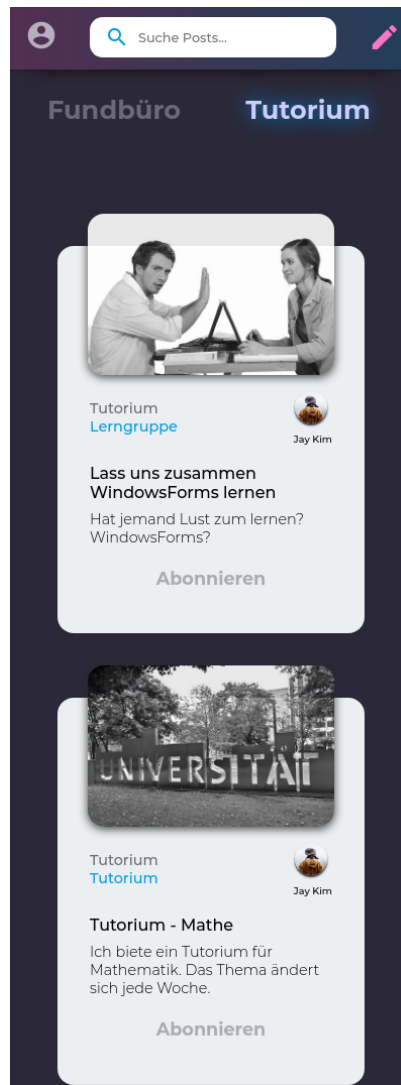 Suche Posts...
Fundbüro
Tutorium
Tutorium
Lerngruppe
Jay Kim
Lass uns zusammen
WindowsForms lernen
Hat jemand Lust zum lernen?
WindowsForms?
Abonnieren
UNIVERSITÄT
Tutorium
Tutorium
Jay Kim
Tutorium - Mathe
Ich biete ein Tutorium für
Mathematik. Das Thema ändert
sich jede Woche.
Abonnieren